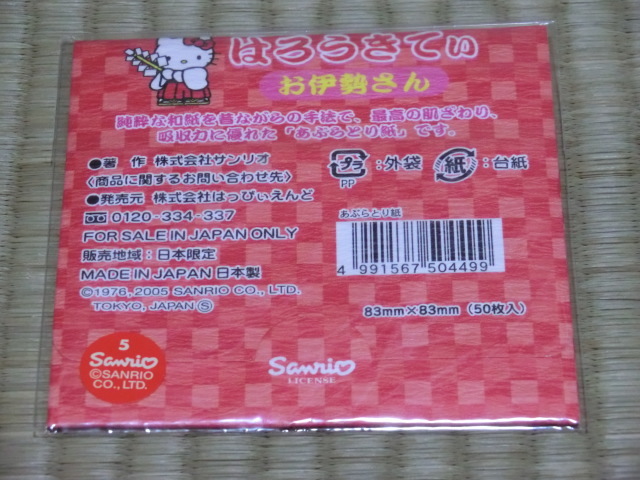 はろうきてぃ
お伊勢さん
純粋な和紙を昔ながらの手法で、最高の肌ざわり、
吸収力に優れた「あぶらとり紙」です。
●著 作 株式会社サンリオ
〈商品に関するお問い合わせ先〉
●発売元 株式会社はっぴぃえんど
0120-334-337
FOR SALE IN JAPAN ONLY
販売地域：日本限定
MADE IN JAPAN 日本製
©1976, 2005 SANRIO CO., LTD.
TOKYO, JAPAN Ⓢ
プラ
PP
：外袋
紙
：台紙
あぶらとり紙
4 991567 504499
83mm×83mm（50枚入）
5
Sanrio
©SANRIO
CO., LTD.
Sanrio
LICENSE